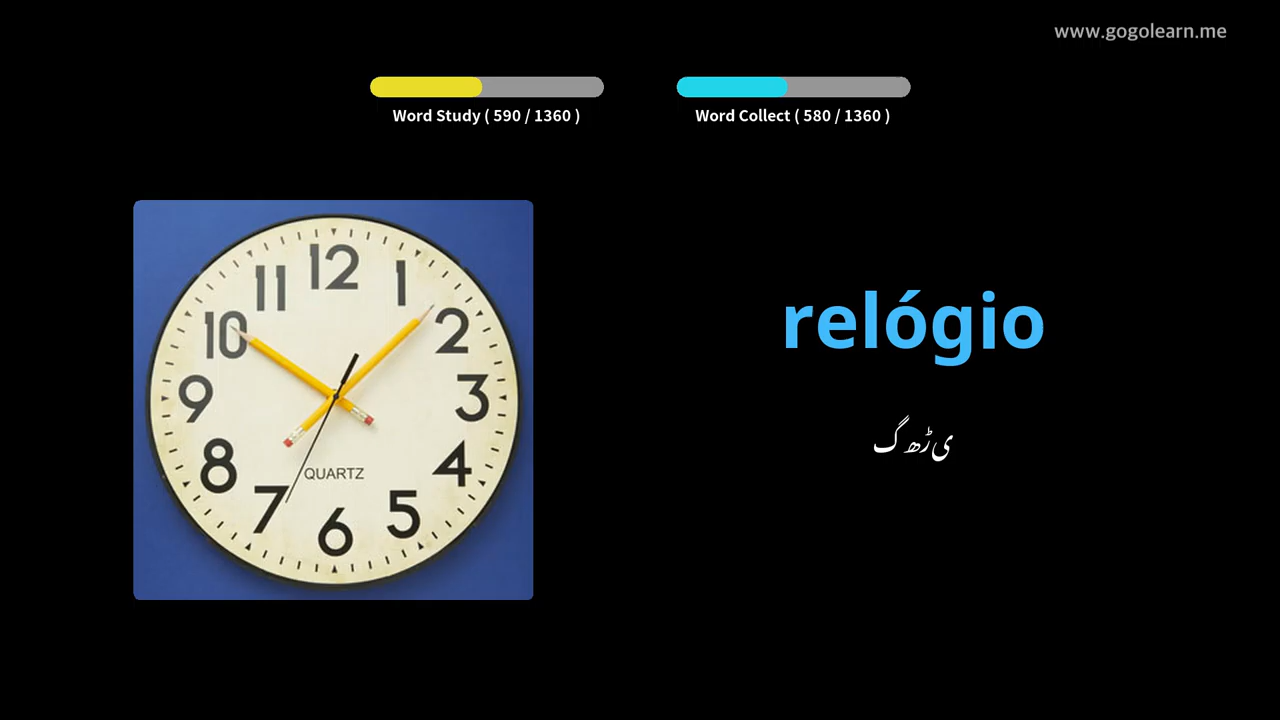 www.gogolearn.me
Word Study ( 590 / 1360 )
Word Collect ( 580 / 1360 )
12
1
2
3
4
5
6
7
8
9
10
11
QUARTZ
relógio
ی‌ڑھ گ